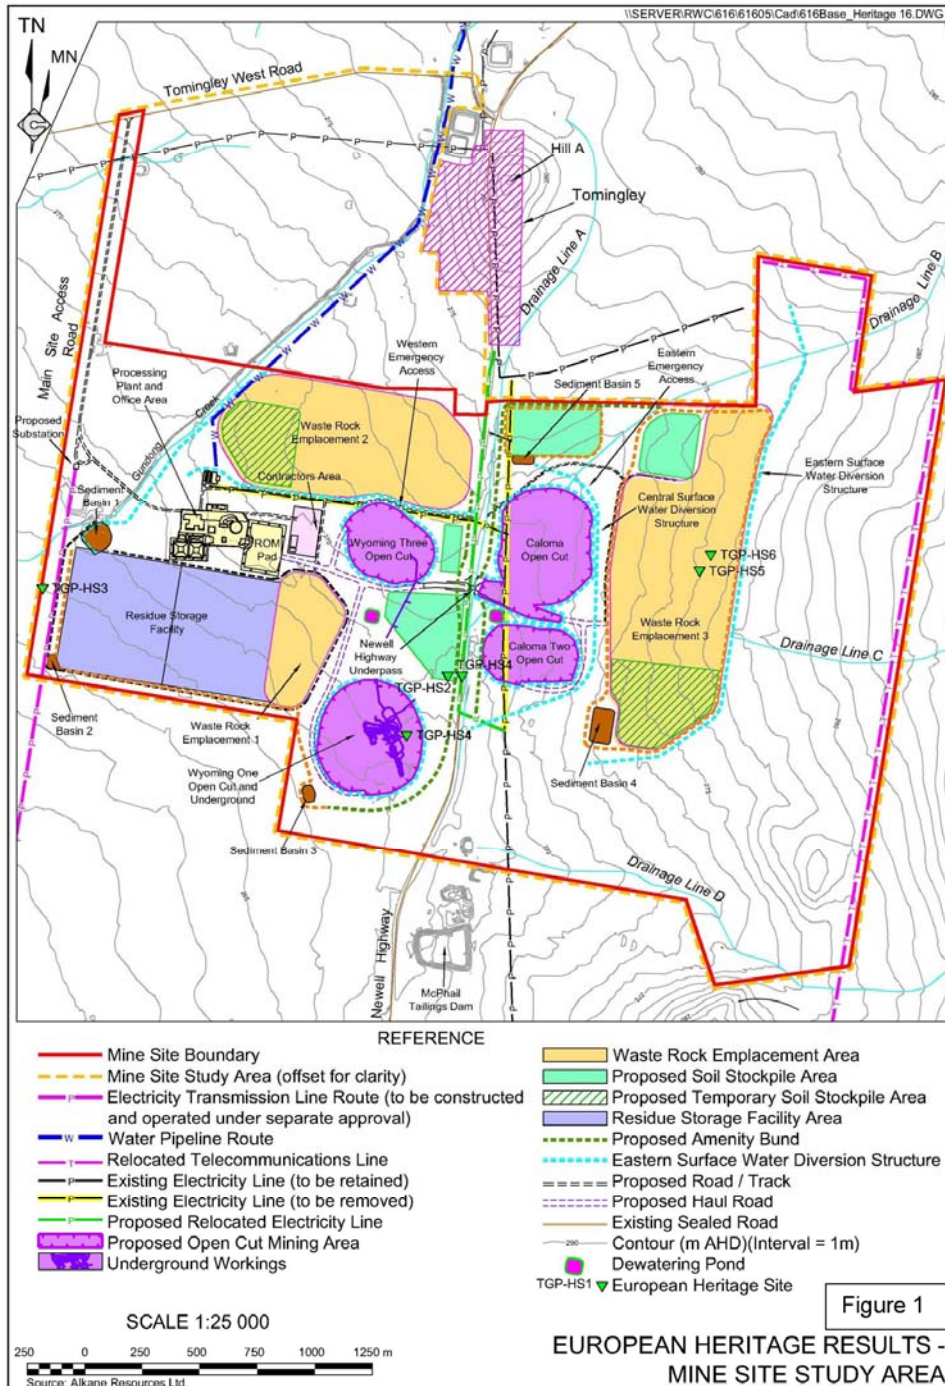 \\SERVER\RWC\616\61605\Cad\616Base_Heritage 16.DWG
TN
MN
Tomingley West Road
Hill A
Tomingley
Drainage Line A
Drainage Line B
Main Site Access
Road
Western
Emergency
Access
Eastern
Emergency
Access
Processing
Plant and
Office Area
Sediment Basin 5
Proposed
Substation
Gundong
Creek
Waste Rock
Emplacement 2
Contractors Area
Sediment
Basin 1
Central Surface
Water Diversion
Structure
Eastern Surface
Water Diversion
Structure
ROM
Pad
Wyoming Three
Open Cut
Caloma
Open Cut
TGP-HS6
TGP-HS5
TGP-HS3
Residue Storage
Facility
Waste Rock
Emplacement 3
Newell
Highway
Underpass
Caloma Two
Open Cut
Drainage Line C
TGP-HS4
TGP-HS2
Sediment
Basin 2
Waste Rock
Emplacement 1
TGP-HS4
Wyoming One
Open Cut and
Underground
Sediment Basin 4
Sediment Basin 3
Drainage Line D
Newell Highway
McPhail
Tailings Dam
REFERENCE
Mine Site Boundary
Mine Site Study Area (offset for clarity)
Electricity Transmission Line Route (to be constructed
and operated under separate approval)
W Water Pipeline Route
T Relocated Telecommunications Line
P Existing Electricity Line (to be retained)
P Existing Electricity Line (to be removed)
P Proposed Relocated Electricity Line
Proposed Open Cut Mining Area
Underground Workings
Waste Rock Emplacement Area
Proposed Soil Stockpile Area
Proposed Temporary Soil Stockpile Area
Residue Storage Facility Area
Proposed Amenity Bund
Eastern Surface Water Diversion Structure
Proposed Road / Track
Proposed Haul Road
Existing Sealed Road
290 Contour (m AHD)(Interval = 1m)
Dewatering Pond
TGP-HS1 European Heritage Site
Figure 1
SCALE 1:25 000
250 0 250 500 750 1000 1250 m
Source: Alkane Resources Ltd.
EUROPEAN HERITAGE RESULTS -
MINE SITE STUDY AREA